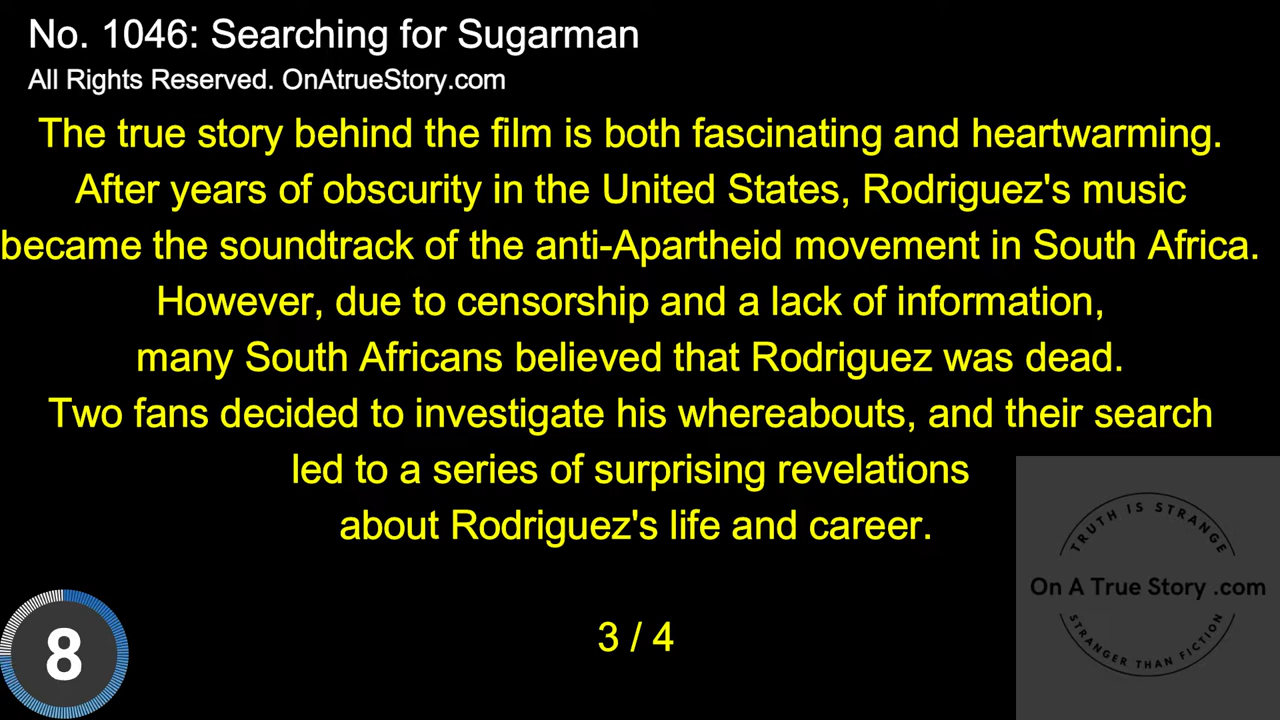 No. 1046: Searching for Sugarman
All Rights Reserved. OnAtrueStory.com
The true story behind the film is both fascinating and heartwarming.
After years of obscurity in the United States, Rodriguez's music
became the soundtrack of the anti-Apartheid movement in South Africa.
However, due to censorship and a lack of information,
many South Africans believed that Rodriguez was dead.
Two fans decided to investigate his whereabouts, and their search
led to a series of surprising revelations
about Rodriguez's life and career.
TRUTH IS STRANGE
On A True Story .com
STRANGER THAN FICTION
3 / 4
8